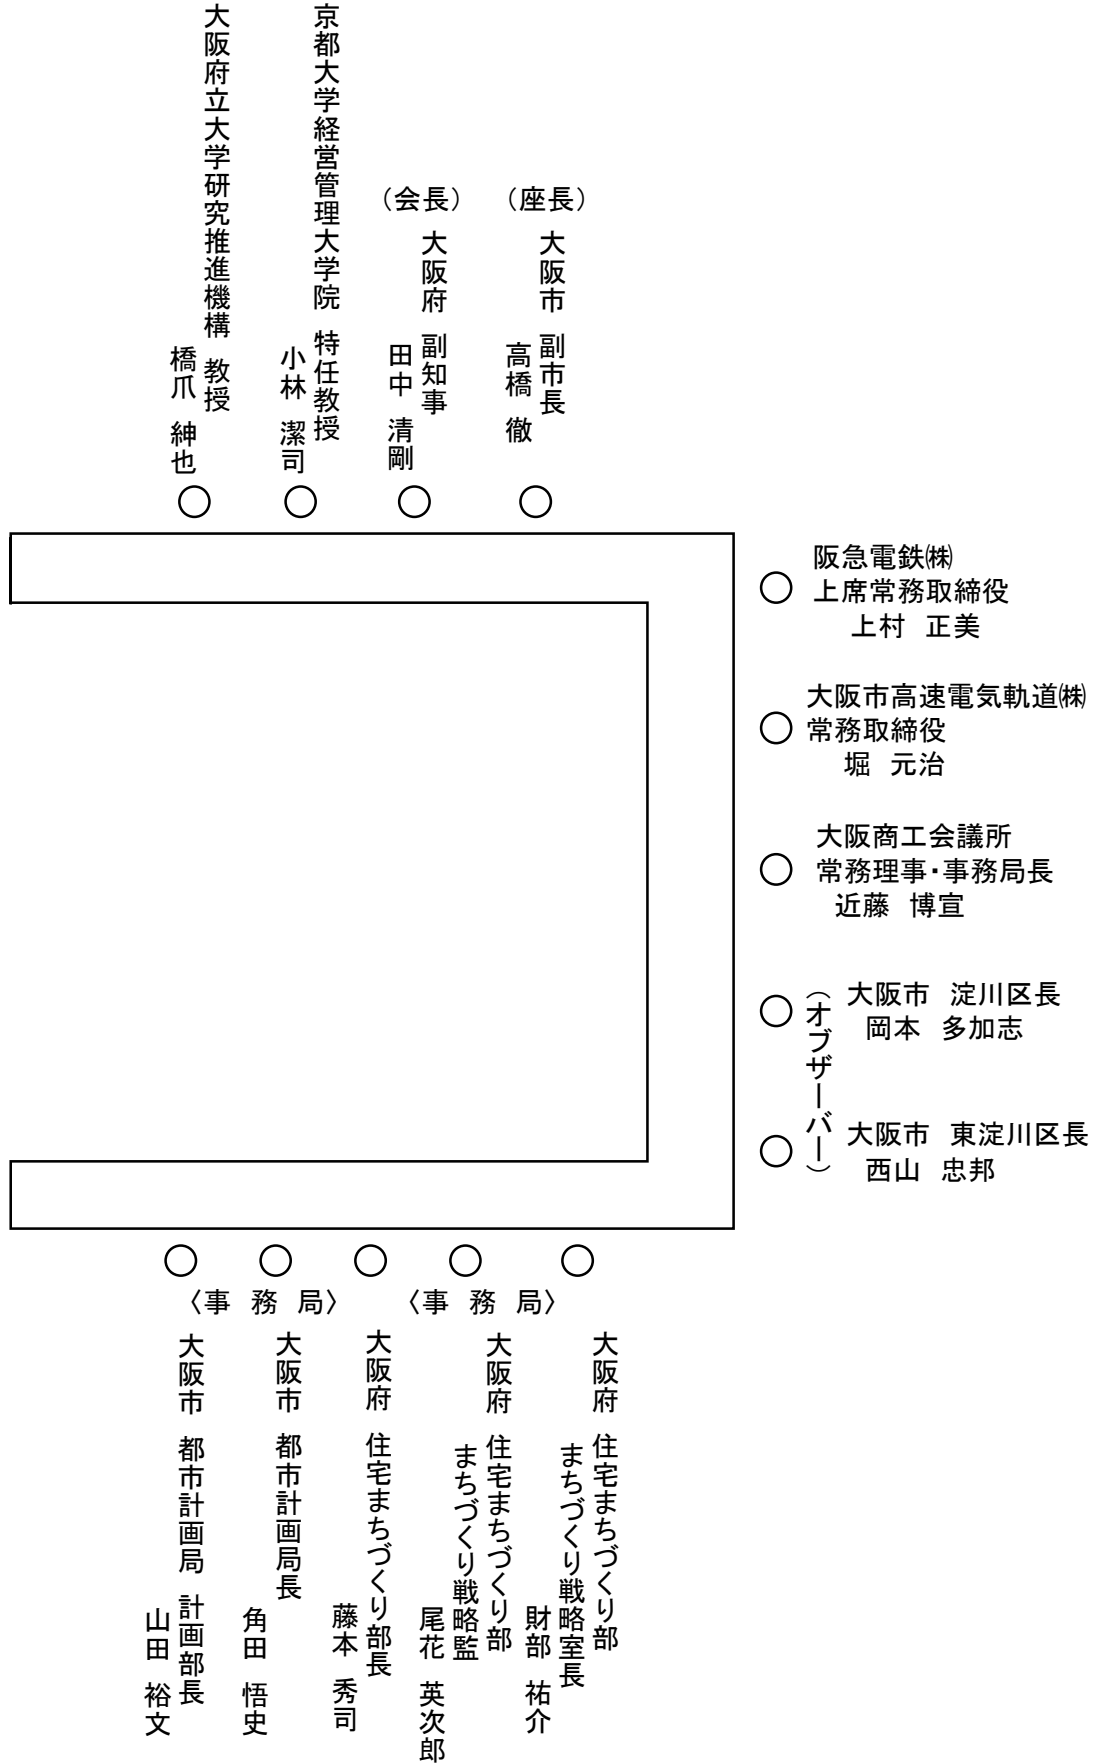 （座長）
大阪市 副市長
高橋 徹
（会長）
大阪府 副知事
田中 清剛
京都大学経営管理大学院 特任教授
小林 潔司
大阪府立大学研究推進機構 教授
橋爪 紳也
阪急電鉄㈱
上席常務取締役
上村 正美
大阪市高速電気軌道㈱
常務取締役
堀 元治
大阪商工会議所
常務理事・事務局長
近藤 博宣
（オブザーバー）
大阪市 淀川区長
岡本 多加志
大阪市 東淀川区長
西山 忠邦
〈事 務 局〉
〈事 務 局〉
大阪府 住宅まちづくり部
まちづくり戦略室長
財部 祐介
大阪府 住宅まちづくり部
まちづくり戦略監
尾花 英次郎
大阪府 住宅まちづくり部長
藤本 秀司
大阪市 都市計画局長
角田 悟史
大阪市 都市計画局 計画部長
山田 裕文